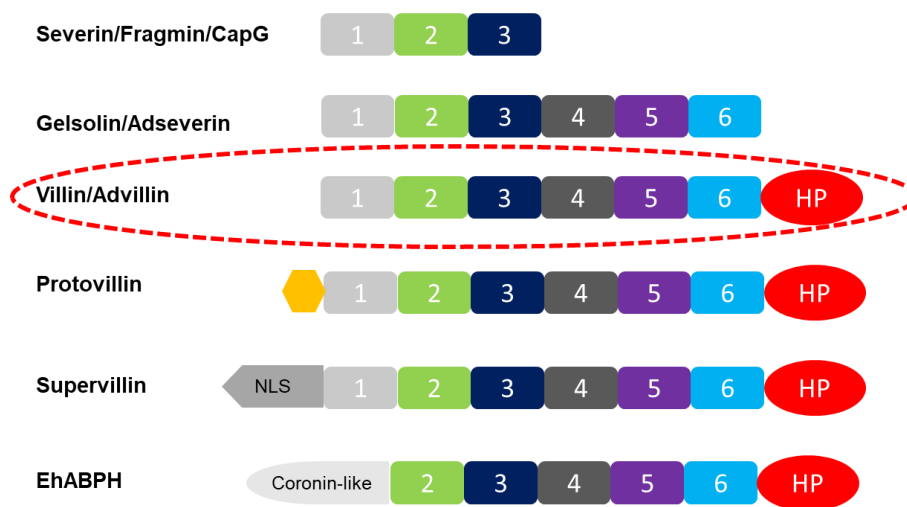 Severin/Fragmin/CapG 1 2 3
Gelsolin/Adseverin 1 2 3 4 5 6
Villin/Advillin 1 2 3 4 5 6 HP
Protovillin 1 2 3 4 5 6 HP
Supervillin NLS 1 2 3 4 5 6 HP
EhABPH Coronin-like 2 3 4 5 6 HP